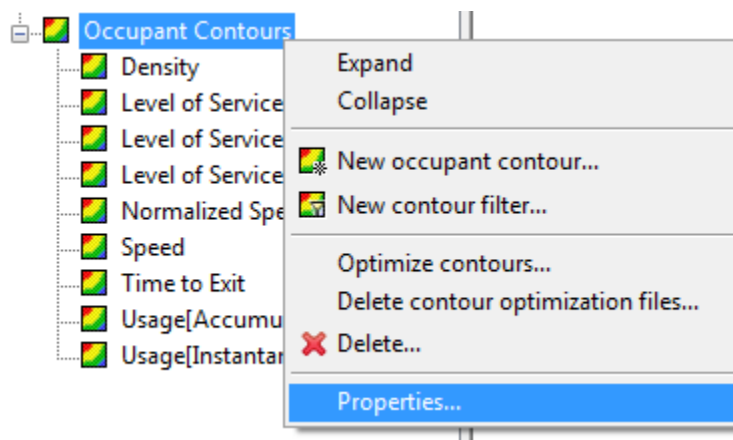 Occupant Contours
Density
Level of Service
Level of Service
Level of Service
Normalized Spe
Speed
Time to Exit
Usage[Accumu
Usage[Instantar
Expand
Collapse
New occupant contour...
New contour filter...
Optimize contours...
Delete contour optimization files...
Delete...
Properties...